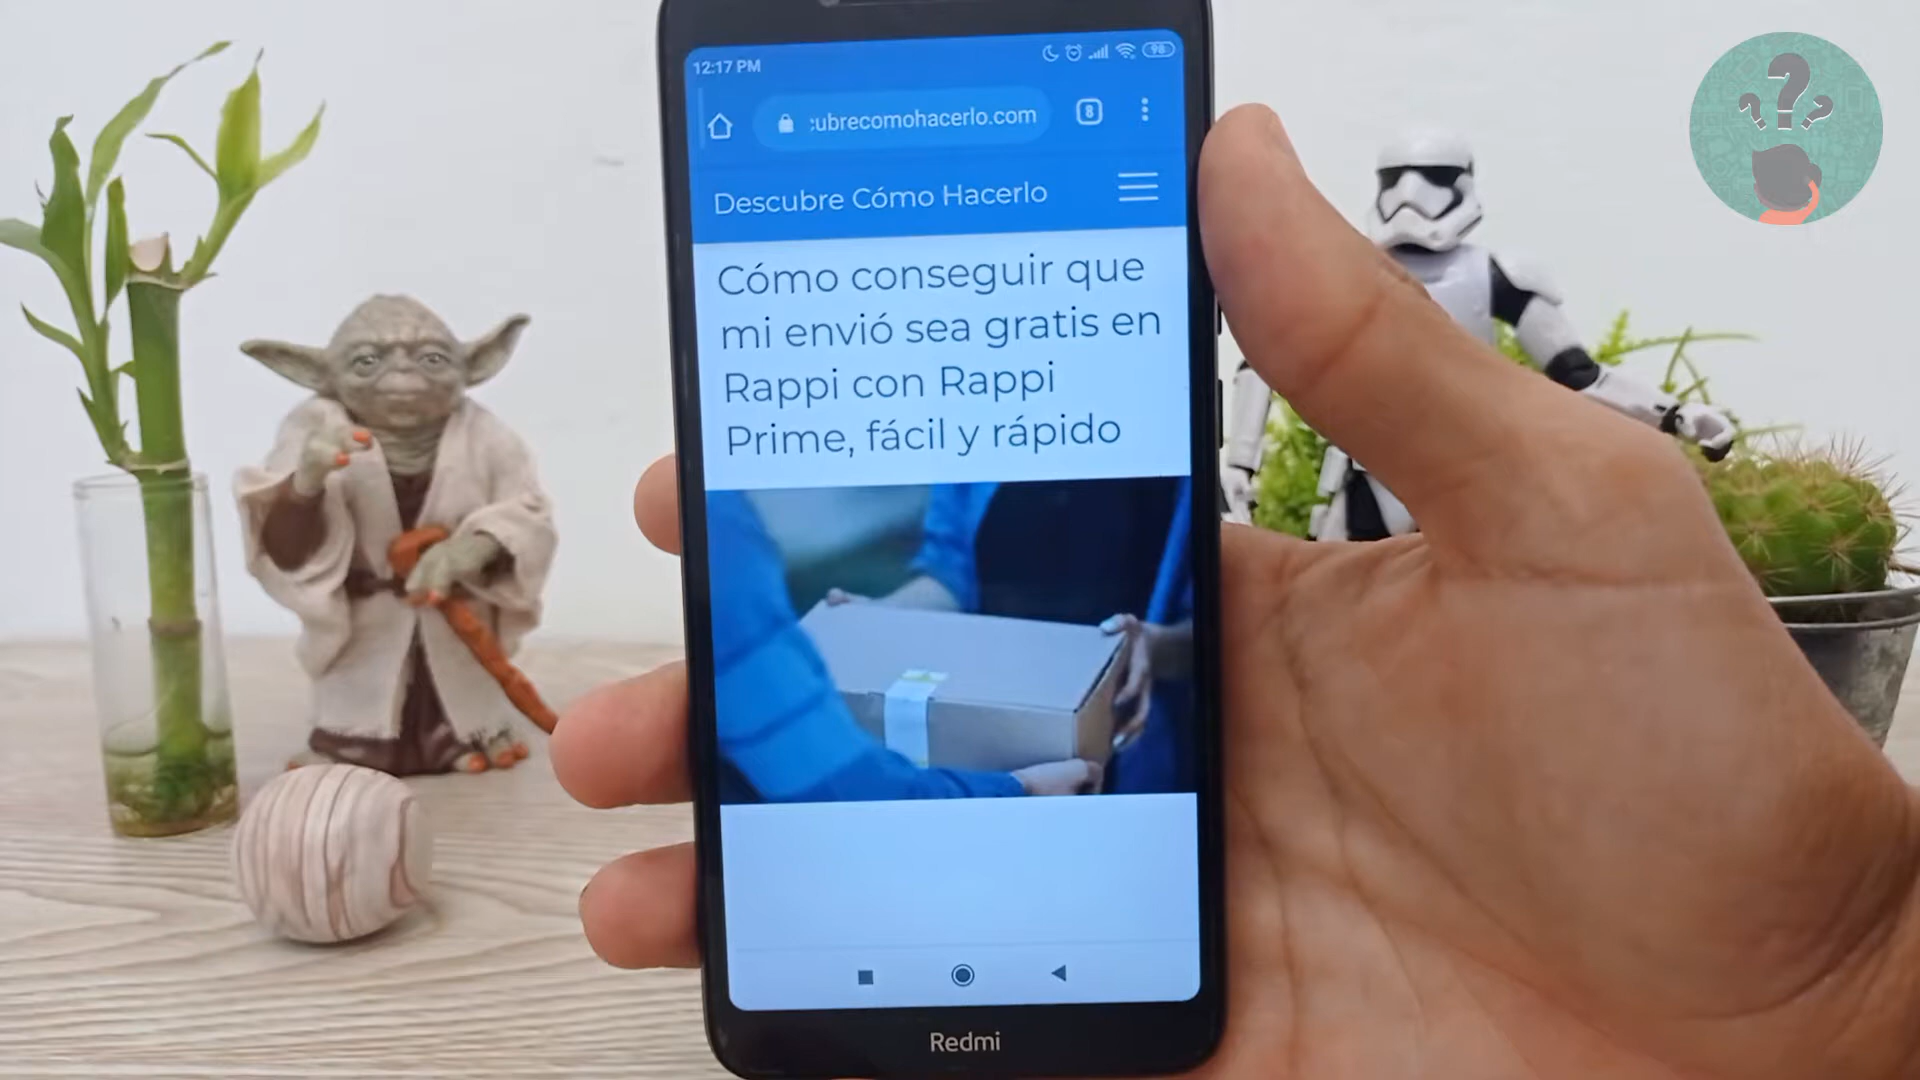 12:17 PM
98
:ubrecomohacerlo.com
8
Descubre Cómo Hacerlo
Cómo conseguir que
mi envió sea gratis en
Rappi con Rappi
Prime, fácil y rápido
Redmi